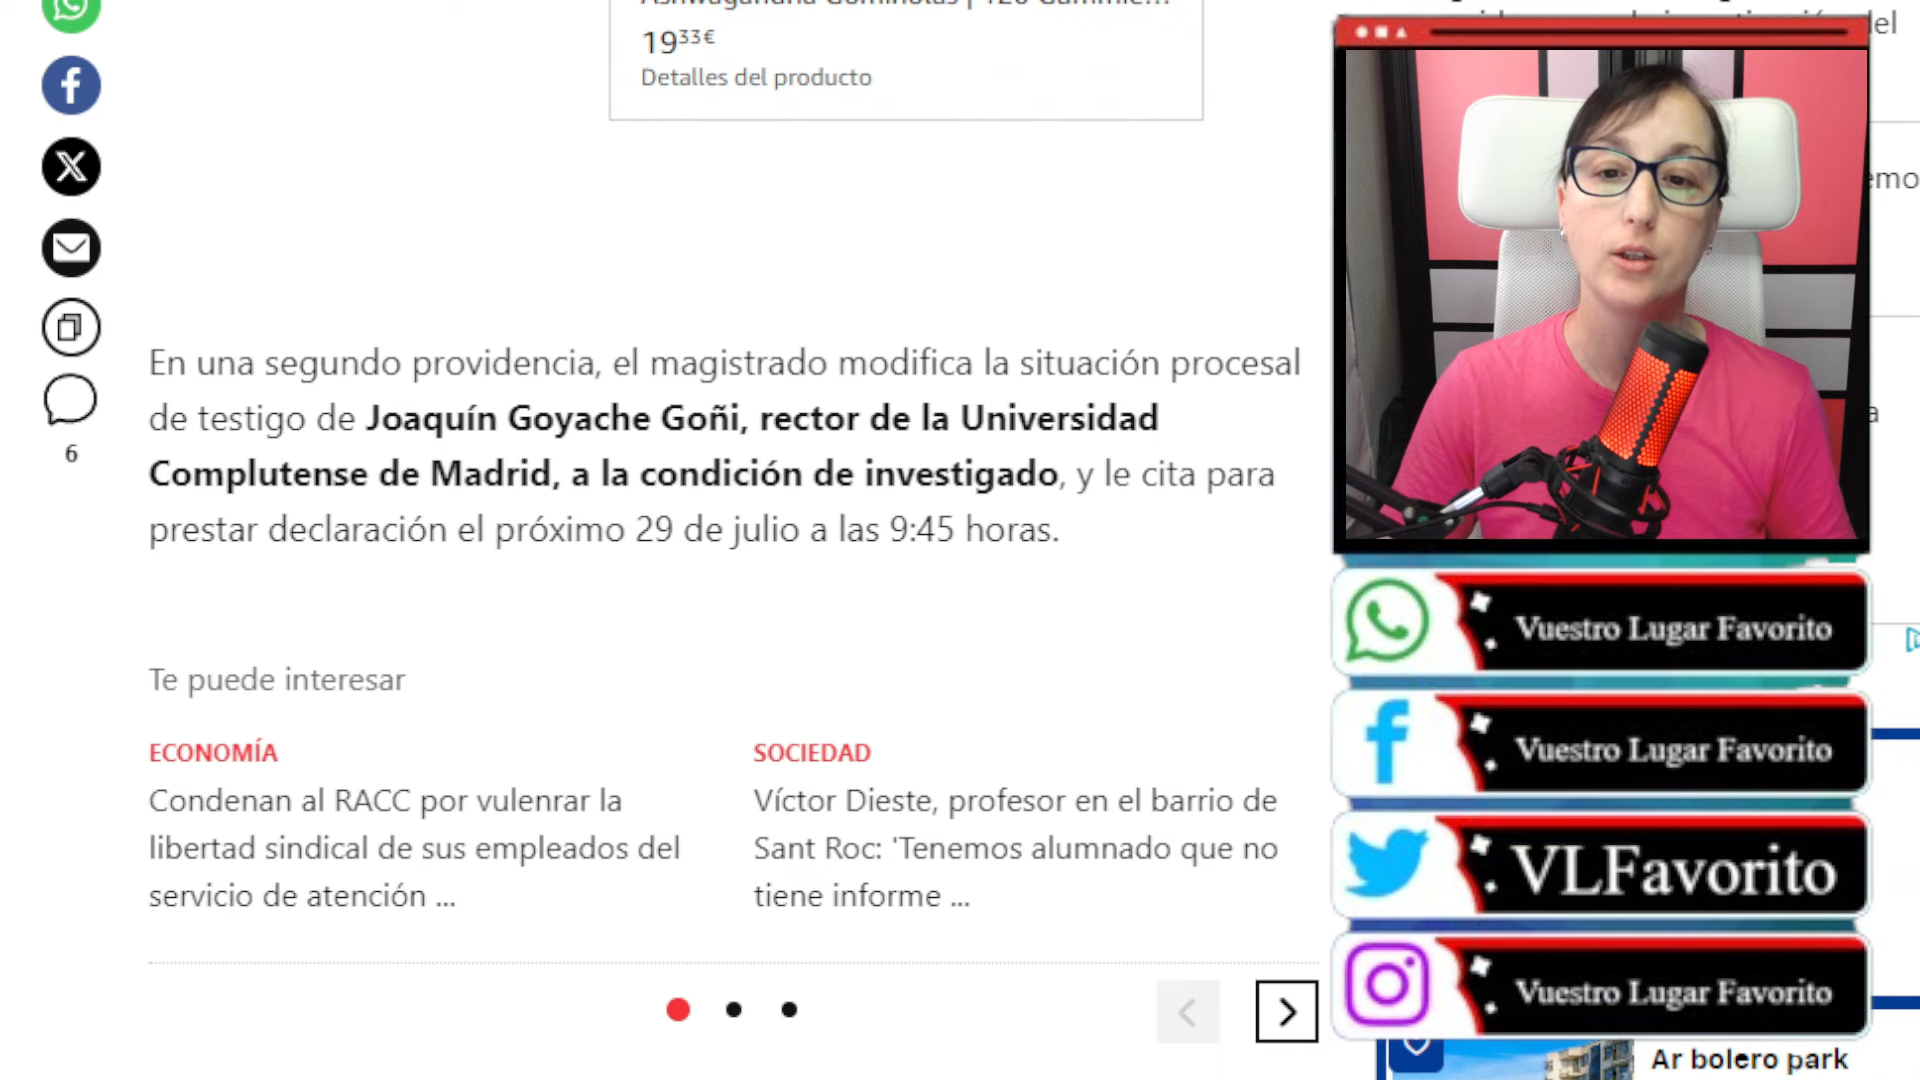 19³³€
Detalles del producto
En una segundo providencia, el magistrado modifica la situación procesal
de testigo de Joaquín Goyache Goñi, rector de la Universidad
Complutense de Madrid, a la condición de investigado, y le cita para
prestar declaración el próximo 29 de julio a las 9:45 horas.
6
Te puede interesar
ECONOMÍA
Condenan al RACC por vulenrar la
libertad sindical de sus empleados del
servicio de atención ...
SOCIEDAD
Víctor Dieste, profesor en el barrio de
Sant Roc: 'Tenemos alumnado que no
tiene informe ...
Vuestro Lugar Favorito
Vuestro Lugar Favorito
VLFavorito
Vuestro Lugar Favorito
Ar bolero park